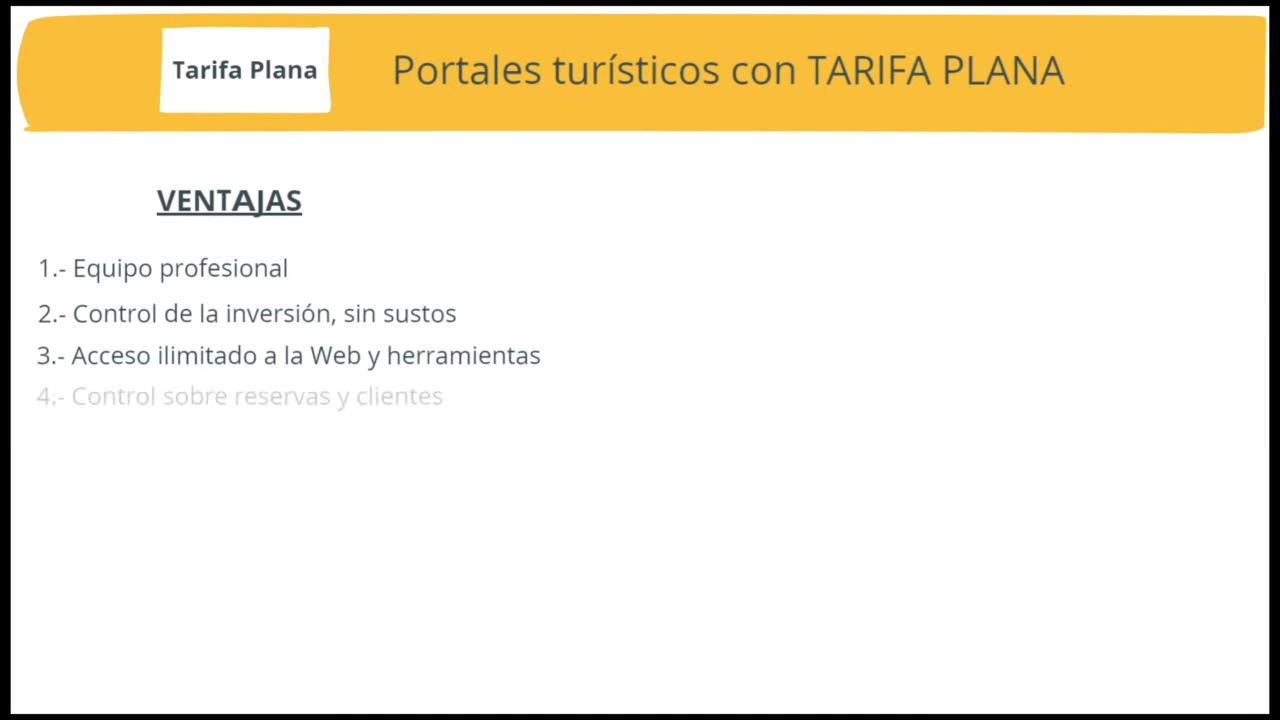 Tarifa Plana
Portales turísticos con TARIFA PLANA
VENTAJAS
1.- Equipo profesional
2.- Control de la inversión, sin sustos
3.- Acceso ilimitado a la Web y herramientas
4.- Control sobre reservas y clientes